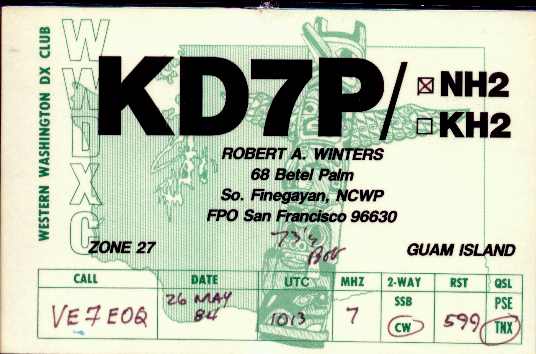 WESTERN WASHINGTON DX CLUB
WWDXC
KD7P/
☒ NH2
☐ KH2
ROBERT A. WINTERS
68 Betel Palm
So. Finegayan, NCWP
FPO San Francisco 96630
73's
Bob
ZONE 27
GUAM ISLAND
CALL DATE UTC MHZ 2-WAY RST QSL
VE7EOQ 26 MAY 84 1013 7 SSB CW 599 PSE TNX